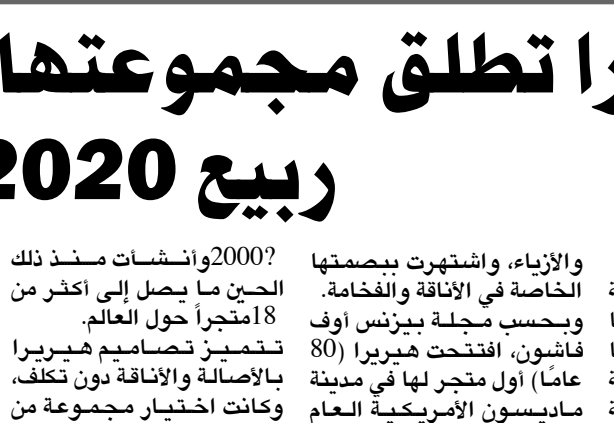 را تطلق مجموعتها
ربيع 2020
والأزياء، واشتهرت ببصمتها
الخاصة في الأناقة والفخامة.
وبحسب مجلة بيزنس أوف
فاشون، افتتحت هيريرا (80
عامًا) أول متجر لها في مدينة
ماديسون الأمريكية العام
?2000وأنشأت منذ ذلك
الحين ما يصل إلى أكثر من
18متجراً حول العالم.
تتميز تصاميم هيريرا
بالأصالة والأناقة دون تكلف،
وكانت اختيار مجموعة من